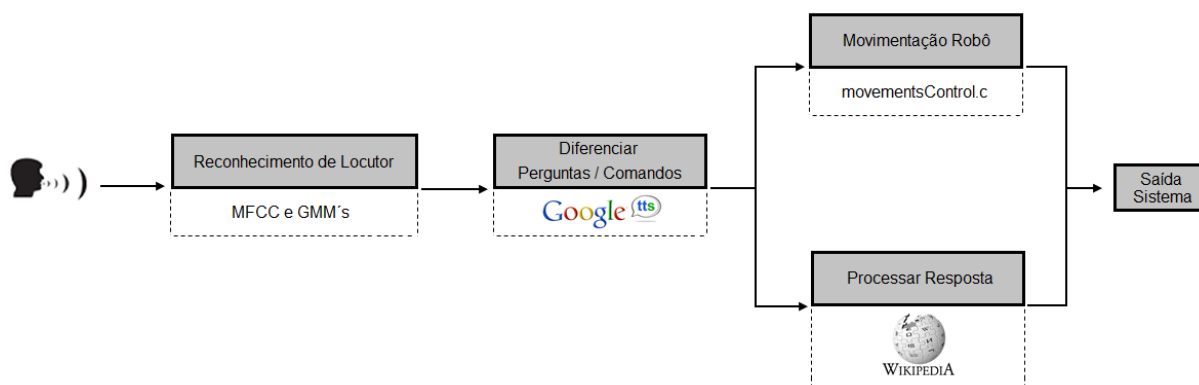 Movimentação Robô
movementsControl.c
Reconhecimento de Locutor
MFCC e GMM´s
Diferenciar
Perguntas / Comandos
Google tts
Saída
Sistema
Processar Resposta
WIKIPEDIA